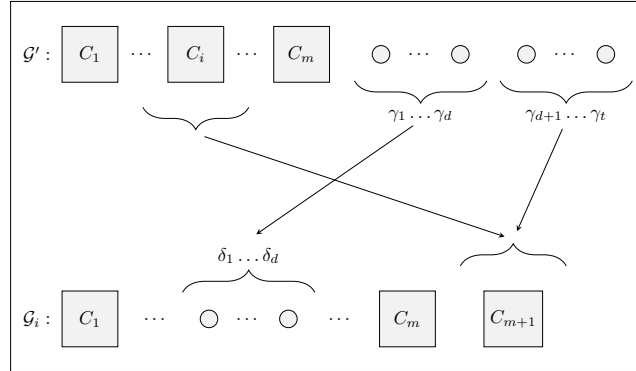 𝒢′ : C₁ ⋯ Cᵢ ⋯ Cₘ ⋯ ⋯
γ₁ … γ_d γ_{d+1} … γₜ
δ₁ … δ_d
𝒢ᵢ : C₁ ⋯ ⋯ ⋯ Cₘ C_{m+1}